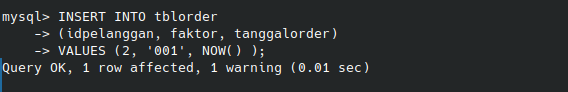 mysql> INSERT INTO tblorder
    -> (idpelanggan, faktor, tanggalorder)
    -> VALUES (2, '001', NOW() );
Query OK, 1 row affected, 1 warning (0.01 sec)